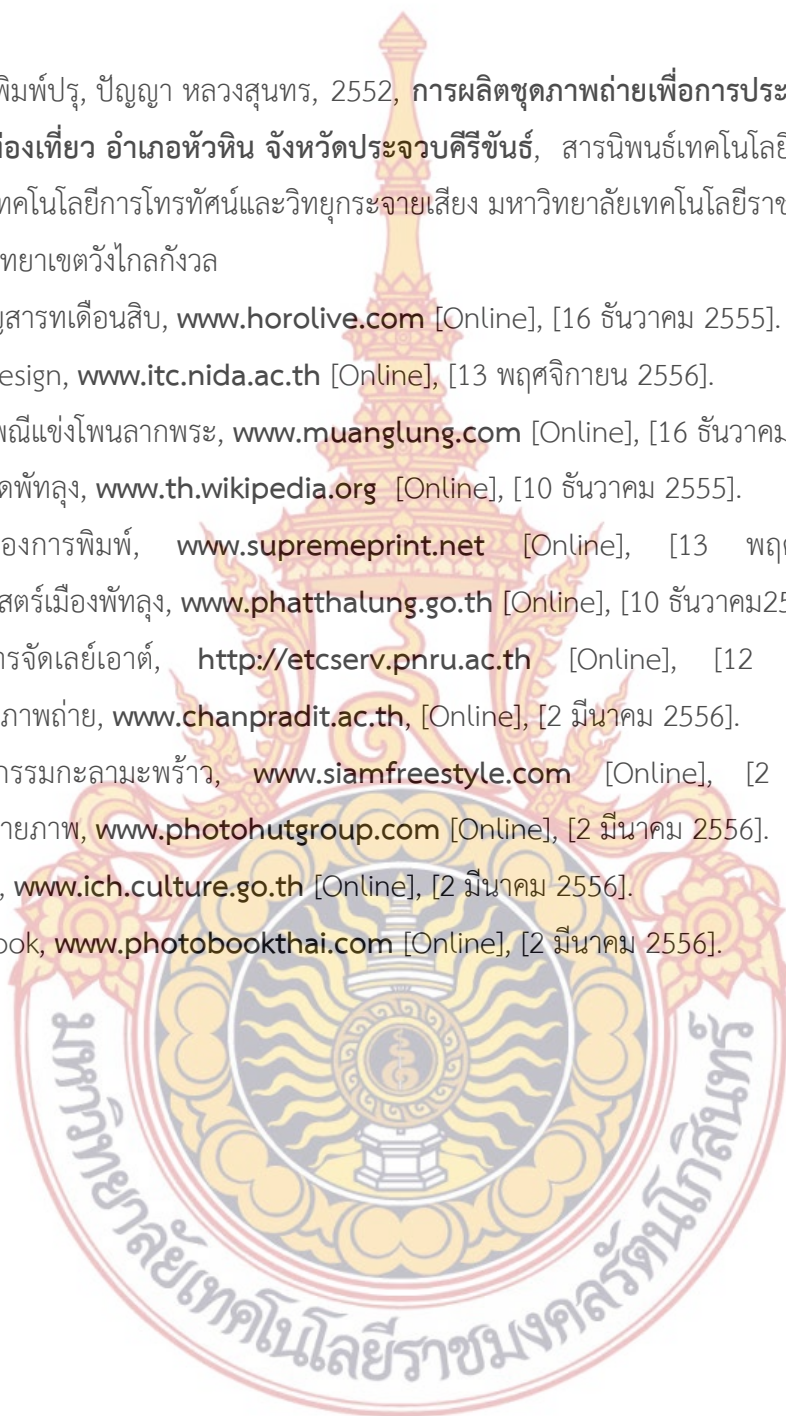 พิมพ์ปรุ, ปัญญา หลวงสุนทร, 2552, การผลิตชุดภาพถ่ายเพื่อการประ
องเที่ยว อำเภอหัวหิน จังหวัดประจวบคีรีขันธ์, สารนิพนธ์เทคโนโลยี
ทคโนโลยีการโทรทัศน์และวิทยุกระจายเสียง มหาวิทยาลัยเทคโนโลยีราช
ทยาเขตวังไกลกังวล
ญสารทเดือนสิบ, www.horolive.com [Online], [16 ธันวาคม 2555].
esign, www.itc.nida.ac.th [Online], [13 พฤศจิกายน 2556].
พณีแข่งโพนลากพระ, www.muanglung.com [Online], [16 ธันวาคม
ดพัทลุง, www.th.wikipedia.org [Online], [10 ธันวาคม 2555].
องการพิมพ์, www.supremeprint.net [Online], [13 พฤ
สตร์เมืองพัทลุง, www.phatthalung.go.th [Online], [10 ธันวาคม25
ารจัดเลย์เอาต์, http://etcserv.pnru.ac.th [Online], [12
ภาพถ่าย, www.chanpradit.ac.th, [Online], [2 มีนาคม 2556].
กรรมกะลามะพร้าว, www.siamfreestyle.com [Online], [2
ายภาพ, www.photohutgroup.com [Online], [2 มีนาคม 2556].
, www.ich.culture.go.th [Online], [2 มีนาคม 2556].
ook, www.photobookthai.com [Online], [2 มีนาคม 2556].
มหาวิทยาลัยเทคโนโลยีราชมงคลรัตนโกสินทร์